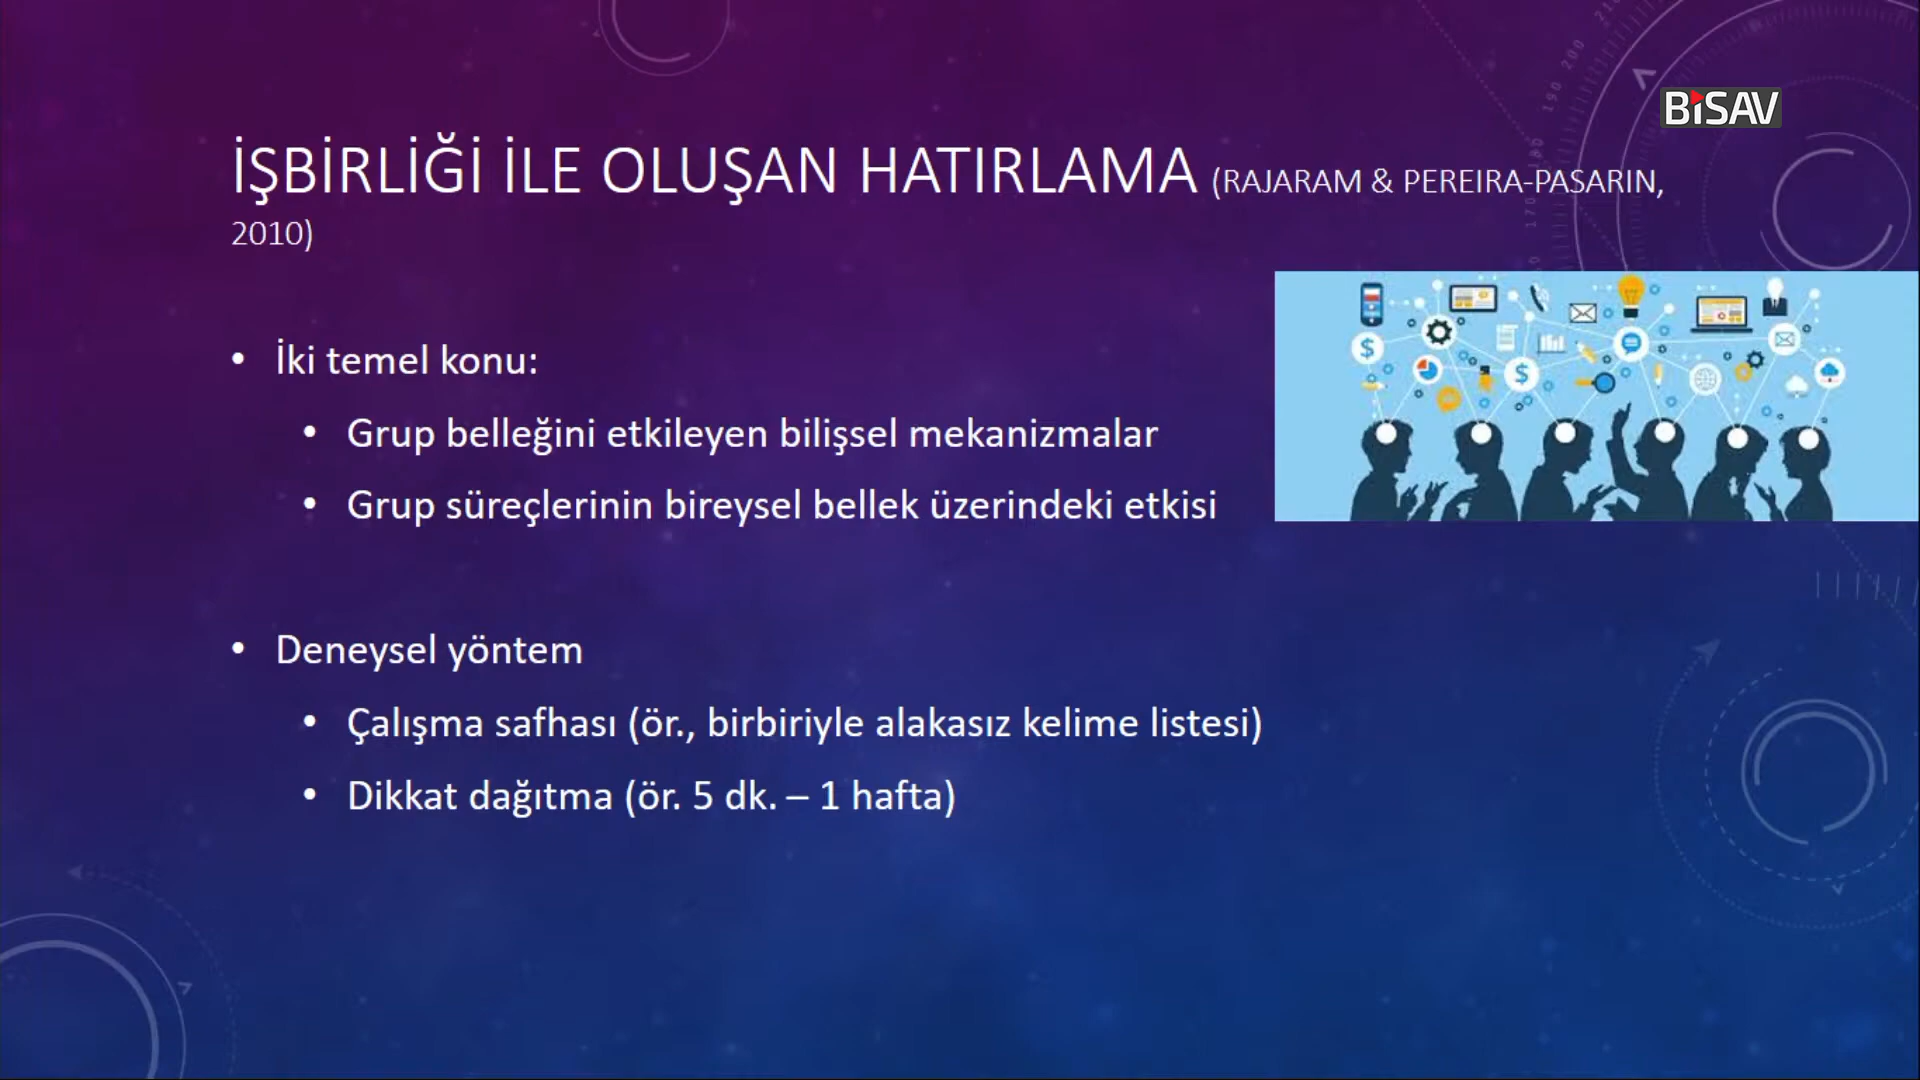 BİSAV
İŞBİRLİĞİ İLE OLUŞAN HATIRLAMA (RAJARAM & PEREIRA-PASARIN,
2010)
• İki temel konu:
• Grup belleğini etkileyen bilişsel mekanizmalar
• Grup süreçlerinin bireysel bellek üzerindeki etkisi
• Deneysel yöntem
• Çalışma safhası (ör., birbiriyle alakasız kelime listesi)
• Dikkat dağıtma (ör. 5 dk. – 1 hafta)